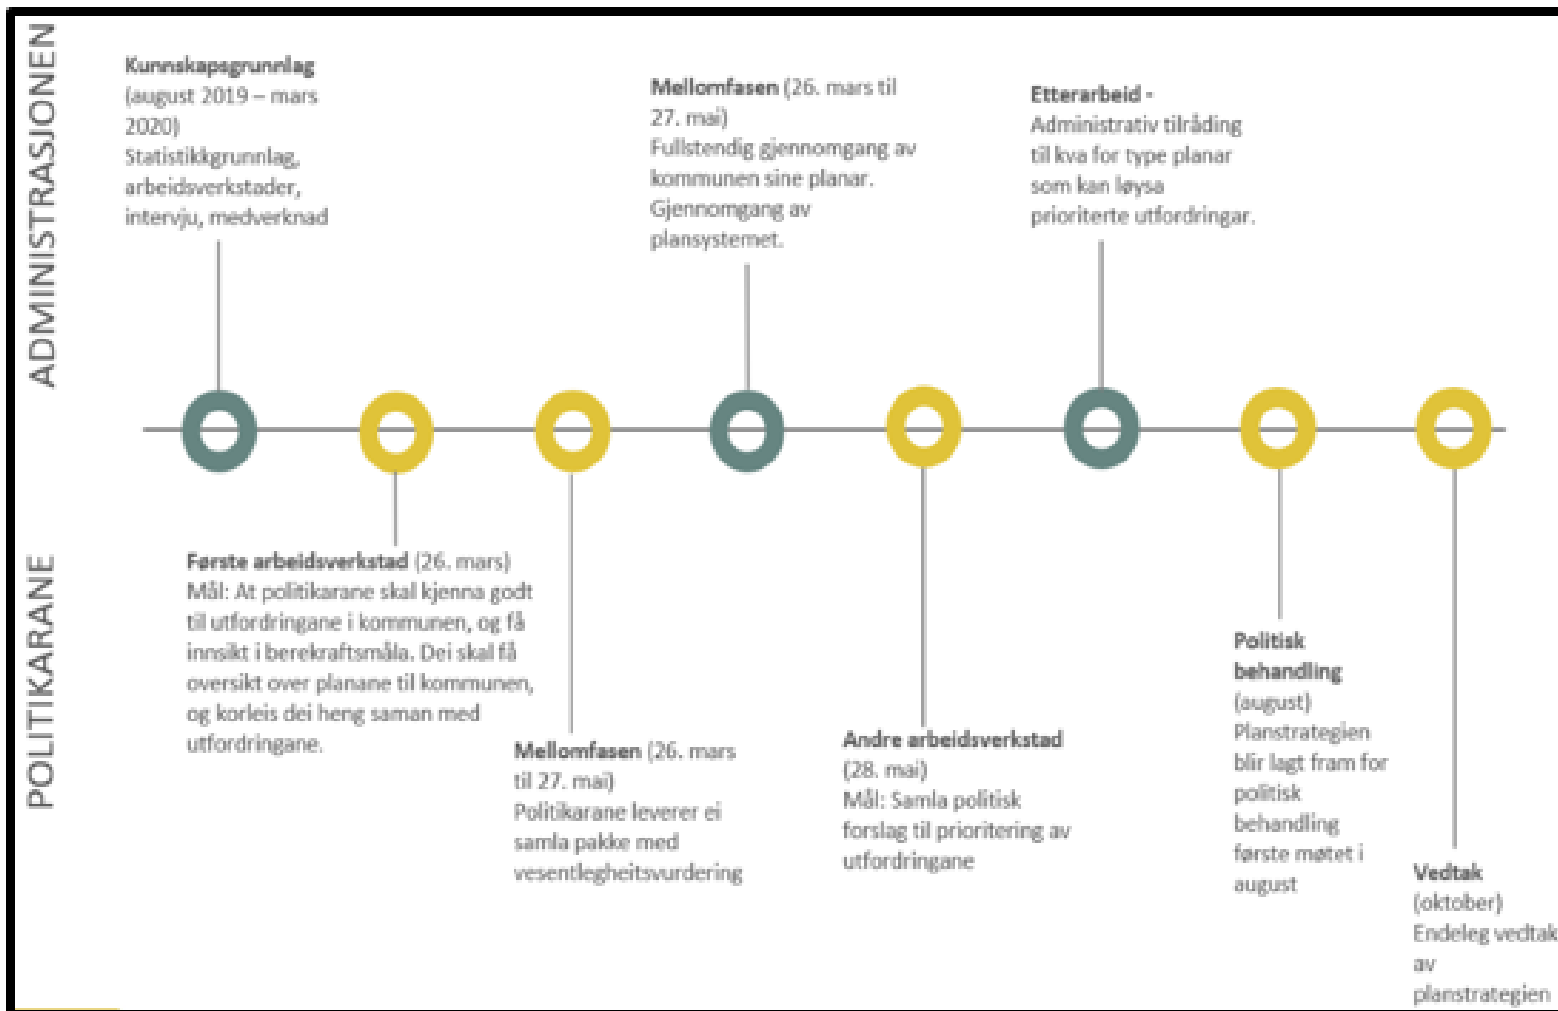 ADMINISTRASJONEN
Kunnskapsgrunnlag
(august 2019 – mars
2020)
Statistikkgrunnlag,
arbeidsverkstader,
intervju, medverknad
Mellomfasen (26. mars til
27. mai)
Fullstendig gjennomgang av
kommunen sine planar.
Gjennomgang av
plansystemet.
Etterarbeid -
Administrativ tilråding
til kva for type planar
som kan løysa
prioriterte utfordringar.
POLITIKARANE
Første arbeidsverkstad (26. mars)
Mål: At politikarane skal kjenna godt
til utfordringane i kommunen, og få
innsikt i berekraftsmåla. Dei skal få
oversikt over planane til kommunen,
og korleis dei heng saman med
utfordringane.
Mellomfasen (26. mars
til 27. mai)
Politikarane leverer ei
samla pakke med
vesentlegheitsvurdering
Andre arbeidsverkstad
(28. mai)
Mål: Samla politisk
forslag til prioritering av
utfordringane
Politisk
behandling
(august)
Planstrategien
blir lagt fram for
politisk
behandling
første møtet i
august
Vedtak
(oktober)
Endeleg vedtak
av
planstrategien